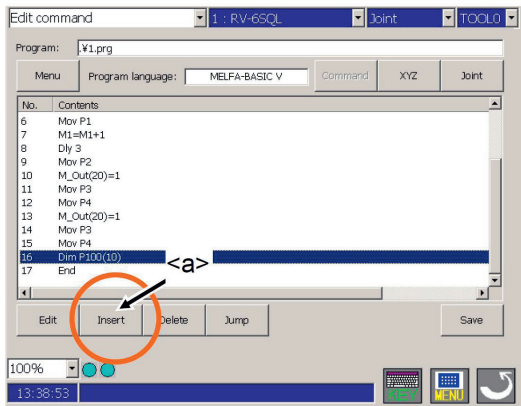 Edit command 1 : RV-6SQL Joint TOOL0
Program: .¥1.prg
Menu Program language: MELFA-BASIC V Command XYZ Joint
No. Contents
6 Mov P1
7 M1=M1+1
8 Dly 3
9 Mov P2
10 M_Out(20)=1
11 Mov P3
12 Mov P4
13 M_Out(20)=1
14 Mov P3
15 Mov P4
16 Dim P100(10)
17 End
<a>
Edit Insert Delete Jump Save
100%
13:38:53 KEY MENU